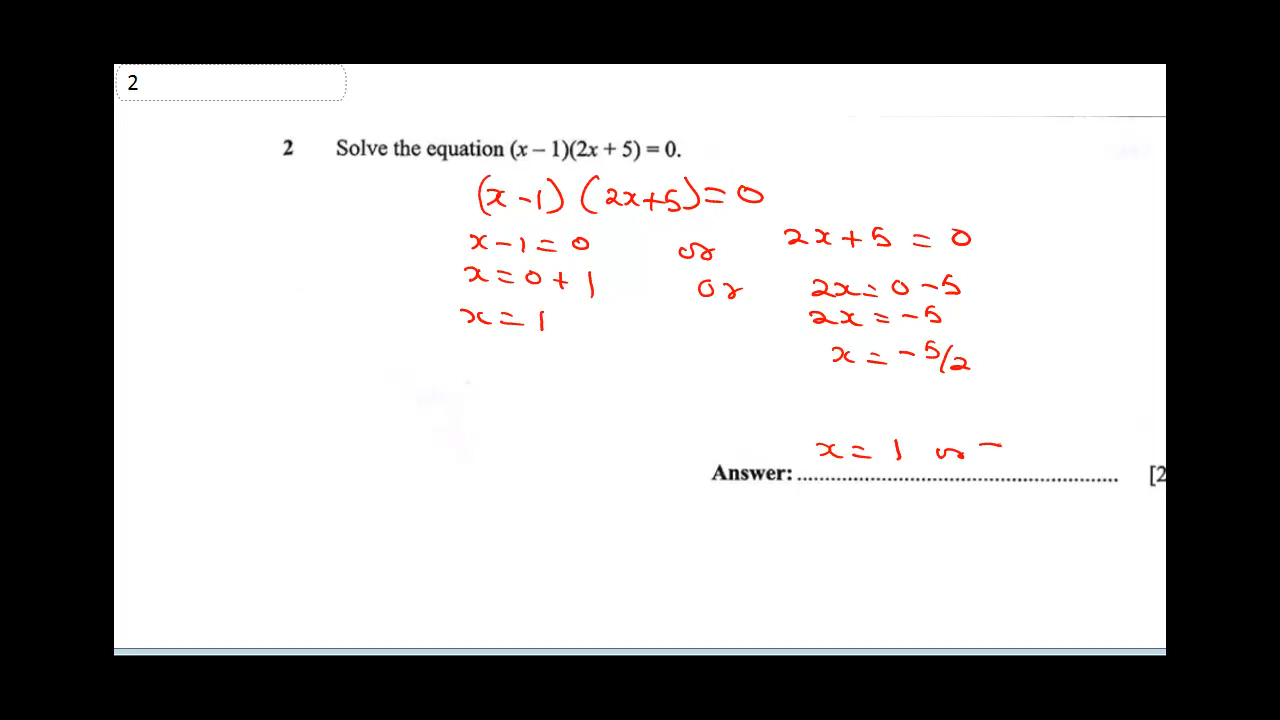 2
2 Solve the equation (x – 1)(2x + 5) = 0.
(x - 1) (2x+5) = 0
x - 1 = 0 or 2x + 5 = 0
x = 0 + 1 or 2x = 0 - 5
x = 1 2x = - 5
x = - 5/2
x = 1 or -
Answer: ...................................................... [2